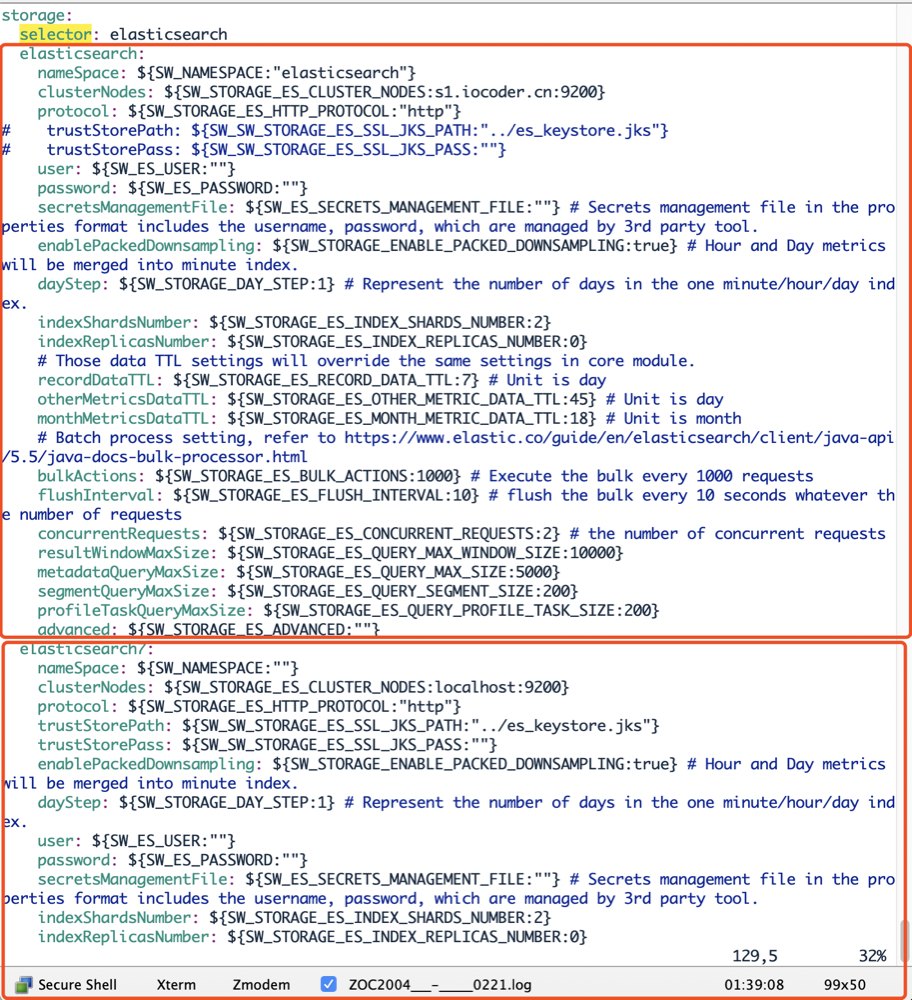 storage:
  selector: elasticsearch
  elasticsearch:
    nameSpace: ${SW_NAMESPACE:"elasticsearch"}
    clusterNodes: ${SW_STORAGE_ES_CLUSTER_NODES:s1.iocoder.cn:9200}
    protocol: ${SW_STORAGE_ES_HTTP_PROTOCOL:"http"}
#    trustStorePath: ${SW_SW_STORAGE_ES_SSL_JKS_PATH:"../es_keystore.jks"}
#    trustStorePass: ${SW_SW_STORAGE_ES_SSL_JKS_PASS:""}
    user: ${SW_ES_USER:""}
    password: ${SW_ES_PASSWORD:""}
    secretsManagementFile: ${SW_ES_SECRETS_MANAGEMENT_FILE:""} # Secrets management file in the pro
perties format includes the username, password, which are managed by 3rd party tool.
    enablePackedDownsampling: ${SW_STORAGE_ENABLE_PACKED_DOWNSAMPLING:true} # Hour and Day metrics
will be merged into minute index.
    dayStep: ${SW_STORAGE_DAY_STEP:1} # Represent the number of days in the one minute/hour/day ind
ex.
    indexShardsNumber: ${SW_STORAGE_ES_INDEX_SHARDS_NUMBER:2}
    indexReplicasNumber: ${SW_STORAGE_ES_INDEX_REPLICAS_NUMBER:0}
    # Those data TTL settings will override the same settings in core module.
    recordDataTTL: ${SW_STORAGE_ES_RECORD_DATA_TTL:7} # Unit is day
    otherMetricsDataTTL: ${SW_STORAGE_ES_OTHER_METRIC_DATA_TTL:45} # Unit is day
    monthMetricsDataTTL: ${SW_STORAGE_ES_MONTH_METRIC_DATA_TTL:18} # Unit is month
    # Batch process setting, refer to https://www.elastic.co/guide/en/elasticsearch/client/java-api
/5.5/java-docs-bulk-processor.html
    bulkActions: ${SW_STORAGE_ES_BULK_ACTIONS:1000} # Execute the bulk every 1000 requests
    flushInterval: ${SW_STORAGE_ES_FLUSH_INTERVAL:10} # flush the bulk every 10 seconds whatever th
e number of requests
    concurrentRequests: ${SW_STORAGE_ES_CONCURRENT_REQUESTS:2} # the number of concurrent requests
    resultWindowMaxSize: ${SW_STORAGE_ES_QUERY_MAX_WINDOW_SIZE:10000}
    metadataQueryMaxSize: ${SW_STORAGE_ES_QUERY_MAX_SIZE:5000}
    segmentQueryMaxSize: ${SW_STORAGE_ES_QUERY_SEGMENT_SIZE:200}
    profileTaskQueryMaxSize: ${SW_STORAGE_ES_QUERY_PROFILE_TASK_SIZE:200}
    advanced: ${SW_STORAGE_ES_ADVANCED:""}
  elasticsearch7:
    nameSpace: ${SW_NAMESPACE:""}
    clusterNodes: ${SW_STORAGE_ES_CLUSTER_NODES:localhost:9200}
    protocol: ${SW_STORAGE_ES_HTTP_PROTOCOL:"http"}
    trustStorePath: ${SW_SW_STORAGE_ES_SSL_JKS_PATH:"../es_keystore.jks"}
    trustStorePass: ${SW_SW_STORAGE_ES_SSL_JKS_PASS:""}
    enablePackedDownsampling: ${SW_STORAGE_ENABLE_PACKED_DOWNSAMPLING:true} # Hour and Day metrics
will be merged into minute index.
    dayStep: ${SW_STORAGE_DAY_STEP:1} # Represent the number of days in the one minute/hour/day ind
ex.
    user: ${SW_ES_USER:""}
    password: ${SW_ES_PASSWORD:""}
    secretsManagementFile: ${SW_ES_SECRETS_MANAGEMENT_FILE:""} # Secrets management file in the pro
perties format includes the username, password, which are managed by 3rd party tool.
    indexShardsNumber: ${SW_STORAGE_ES_INDEX_SHARDS_NUMBER:2}
    indexReplicasNumber: ${SW_STORAGE_ES_INDEX_REPLICAS_NUMBER:0}
129,5 32%
Secure Shell Xterm Zmodem ZOC2004___-____0221.log 01:39:08 99x50